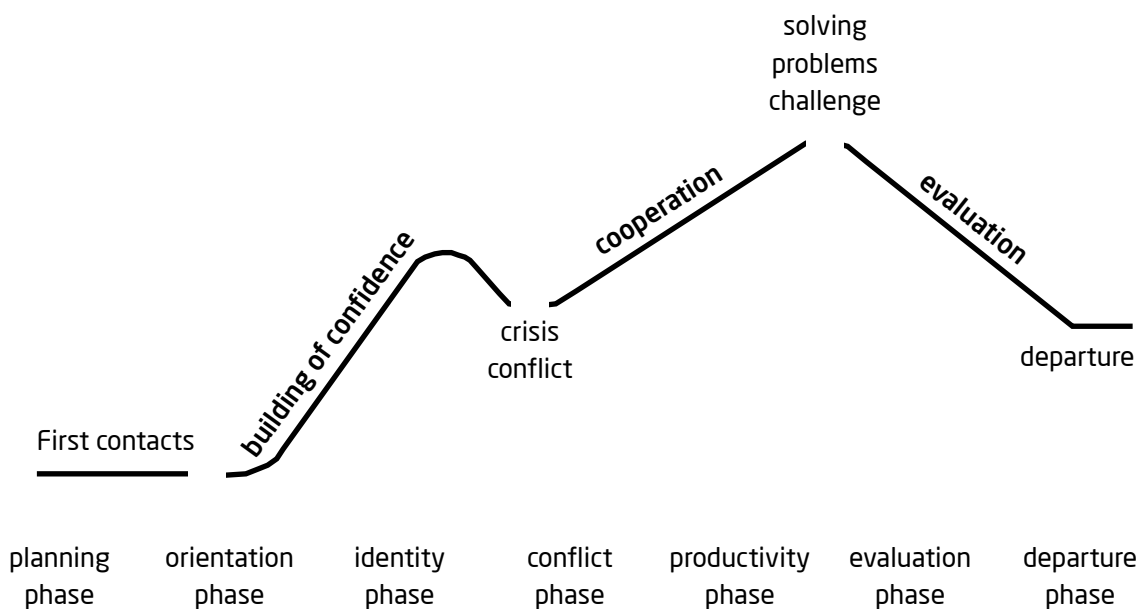 solving
problems
challenge
cooperation
evaluation
building of confidence
crisis
conflict
departure
First contacts
planning
phase
orientation
phase
identity
phase
conflict
phase
productivity
phase
evaluation
phase
departure
phase